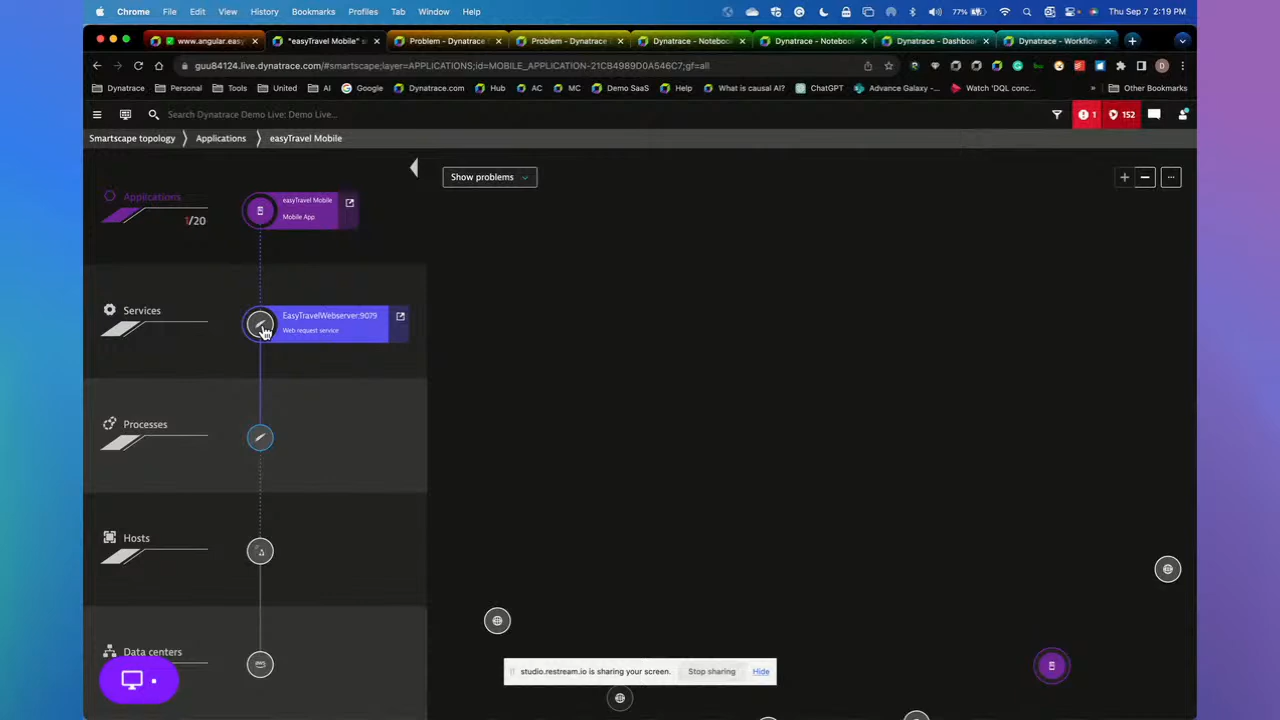 Chrome File Edit View History Bookmarks Profiles Tab Window Help 77% Thu Sep 7 2:19 PM
www.angular.easy "easyTravel Mobile" s Problem - Dynatrace Problem - Dynatrace Dynatrace - Notebook Dynatrace - Notebook Dynatrace - Dashboa Dynatrace - Workflow
guu84124.live.dynatrace.com/#smartscape;layer=APPLICATIONS;id=MOBILE_APPLICATION-21CB4989D0A546C7;gf=all
Dynatrace Personal Tools United AI Google Dynatrace.com Hub AC MC Demo SaaS Help What is causal AI? ChatGPT Advance Galaxy -... Watch 'DQL conc... Other Bookmarks
Search Dynatrace Demo Live: Demo Live... 1 152
Smartscape topology Applications easyTravel Mobile
Show problems
Applications
1/20
easyTravel Mobile
Mobile App
Services
EasyTravelWebserver:9079
Web request service
Processes
Hosts
Data centers
aws
studio.restream.io is sharing your screen. Stop sharing Hide